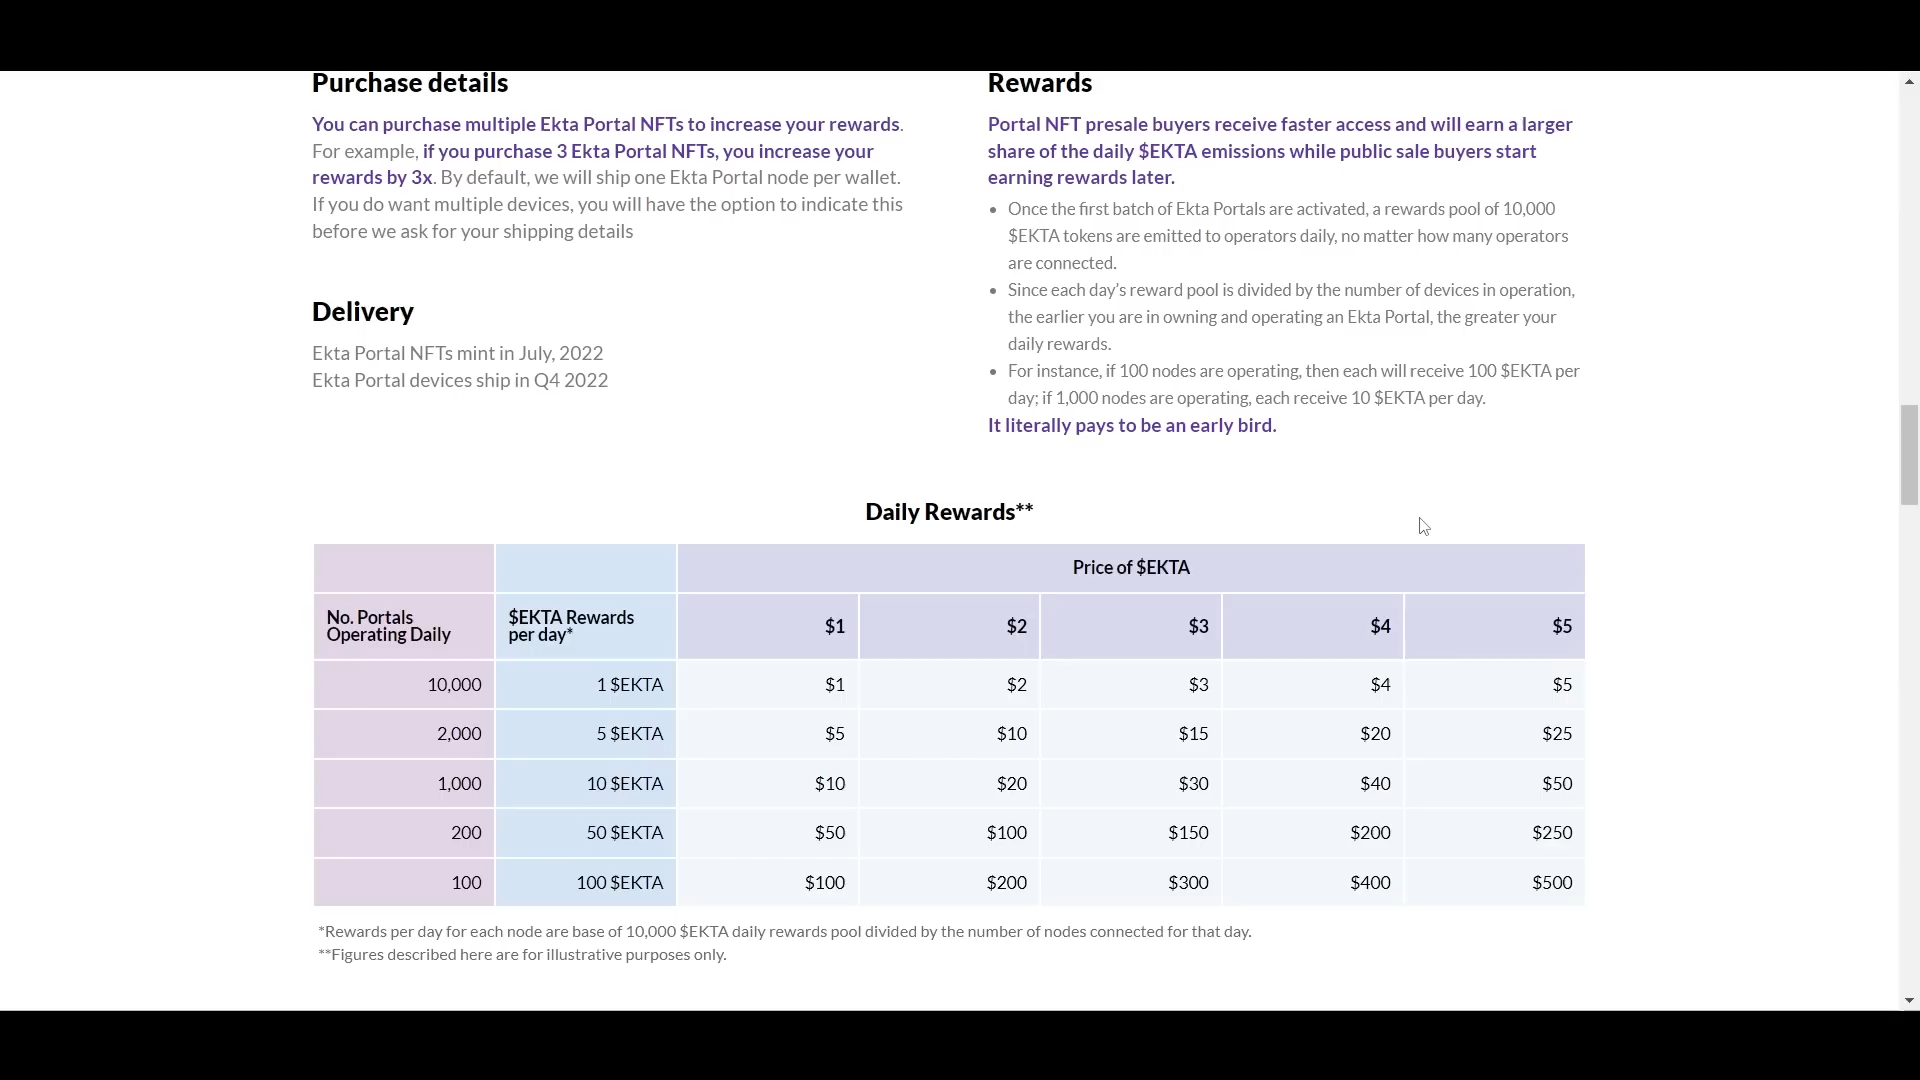 Purchase details
You can purchase multiple Ekta Portal NFTs to increase your rewards.
For example, if you purchase 3 Ekta Portal NFTs, you increase your
rewards by 3x. By default, we will ship one Ekta Portal node per wallet.
If you do want multiple devices, you will have the option to indicate this
before we ask for your shipping details
Delivery
Ekta Portal NFTs mint in July, 2022
Ekta Portal devices ship in Q4 2022
Rewards
Portal NFT presale buyers receive faster access and will earn a larger
share of the daily $EKTA emissions while public sale buyers start
earning rewards later.
• Once the first batch of Ekta Portals are activated, a rewards pool of 10,000
$EKTA tokens are emitted to operators daily, no matter how many operators
are connected.
• Since each day's reward pool is divided by the number of devices in operation,
the earlier you are in owning and operating an Ekta Portal, the greater your
daily rewards.
• For instance, if 100 nodes are operating, then each will receive 100 $EKTA per
day; if 1,000 nodes are operating, each receive 10 $EKTA per day.
It literally pays to be an early bird.
Daily Rewards**
Price of $EKTA
No. Portals
Operating Daily
$EKTA Rewards
per day*
$1 $2 $3 $4 $5
10,000 1 $EKTA $1 $2 $3 $4 $5
2,000 5 $EKTA $5 $10 $15 $20 $25
1,000 10 $EKTA $10 $20 $30 $40 $50
200 50 $EKTA $50 $100 $150 $200 $250
100 100 $EKTA $100 $200 $300 $400 $500
*Rewards per day for each node are base of 10,000 $EKTA daily rewards pool divided by the number of nodes connected for that day.
**Figures described here are for illustrative purposes only.